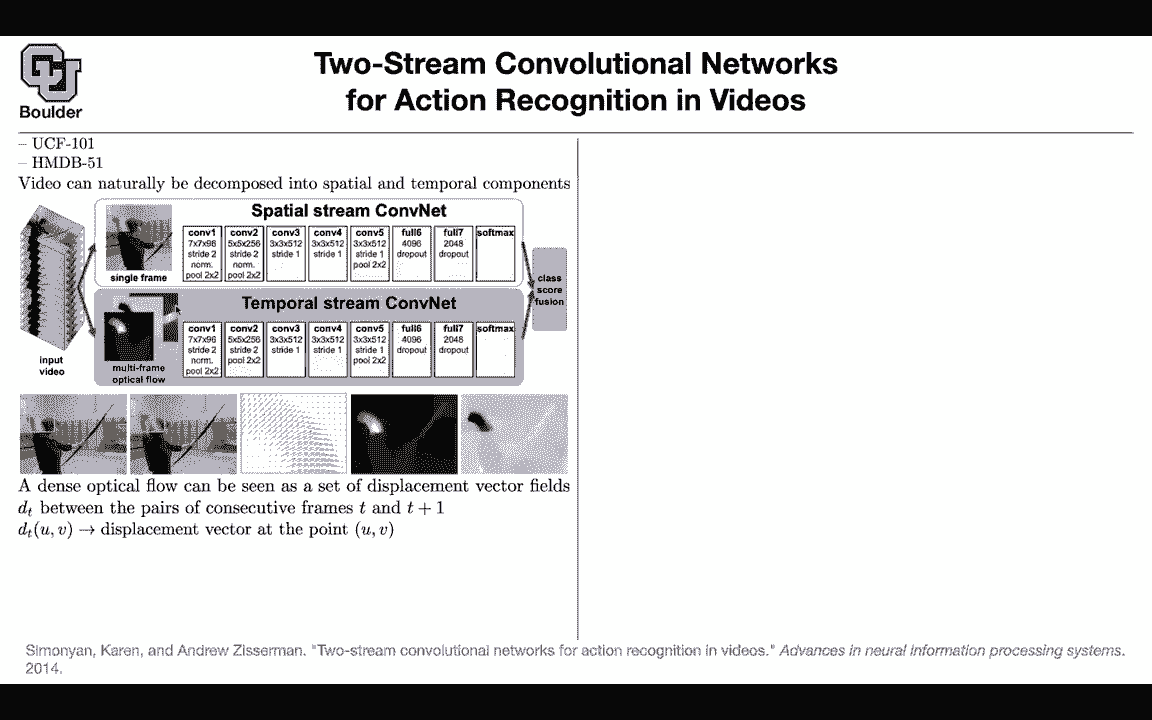 Boulder
Two-Stream Convolutional Networks
for Action Recognition in Videos
– UCF-101
– HMDB-51
Video can naturally be decomposed into spatial and temporal components
input
video
Spatial stream ConvNet
single frame
conv1
7x7x96
stride 2
norm.
pool 2x2
conv2
5x5x256
stride 2
norm.
pool 2x2
conv3
3x3x512
stride 1
conv4
3x3x512
stride 1
conv5
3x3x512
stride 1
pool 2x2
full6
4096
dropout
full7
2048
dropout
softmax
Temporal stream ConvNet
multi-frame
optical flow
conv1
7x7x96
stride 2
norm.
pool 2x2
conv2
5x5x256
stride 2
pool 2x2
conv3
3x3x512
stride 1
conv4
3x3x512
stride 1
conv5
3x3x512
stride 1
pool 2x2
full6
4096
dropout
full7
2048
dropout
softmax
class
score
fusion
A dense optical flow can be seen as a set of displacement vector fields
d_t between the pairs of consecutive frames t and t + 1
d_t(u, v) → displacement vector at the point (u, v)
Simonyan, Karen, and Andrew Zisserman. "Two-stream convolutional networks for action recognition in videos." Advances in neural information processing systems.
2014.